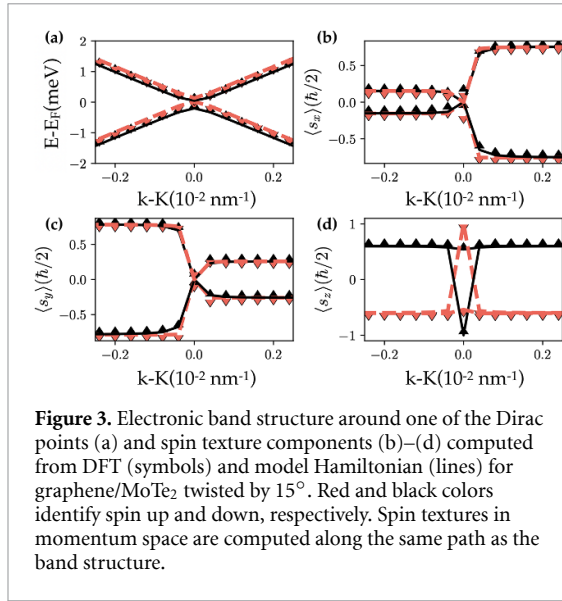 (a)
2
1
0
−1
−2
E-E_F(meV)
−0.2
0.0
0.2
k-K(10⁻² nm⁻¹)
(b)
0.5
0.0
−0.5
⟨s_x⟩(ℏ/2)
−0.2
0.0
0.2
k-K(10⁻² nm⁻¹)
(c)
0.5
0.0
−0.5
⟨s_y⟩(ℏ/2)
−0.2
0.0
0.2
k-K(10⁻² nm⁻¹)
(d)
1
0
−1
⟨s_z⟩(ℏ/2)
−0.2
0.0
0.2
k-K(10⁻² nm⁻¹)
Figure 3. Electronic band structure around one of the Dirac
points (a) and spin texture components (b)–(d) computed
from DFT (symbols) and model Hamiltonian (lines) for
graphene/MoTe₂ twisted by 15°. Red and black colors
identify spin up and down, respectively. Spin textures in
momentum space are computed along the same path as the
band structure.